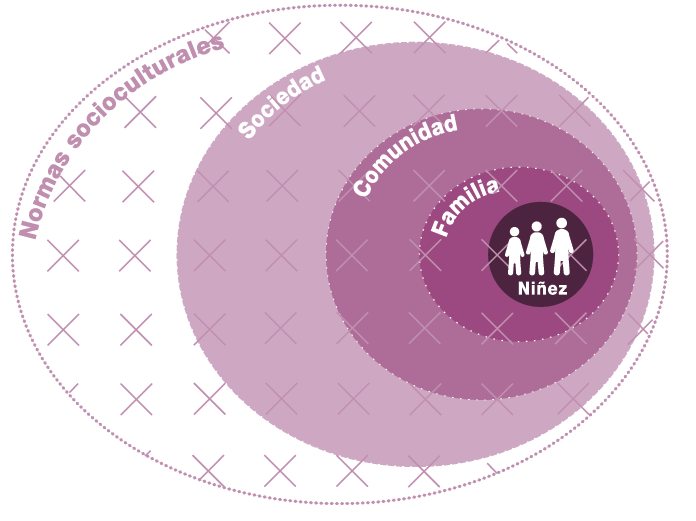 Normas socioculturales
Sociedad
Comunidad
Familia
Niñez